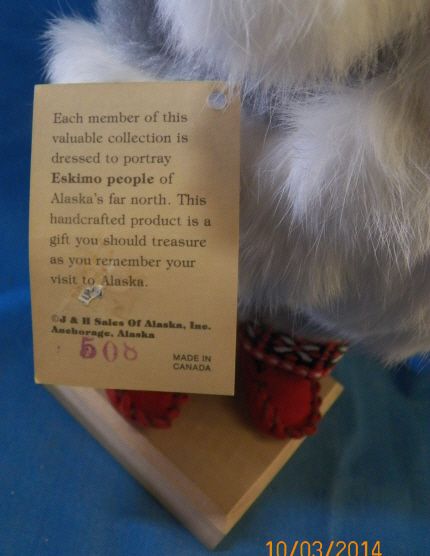 Each member of this
valuable collection is
dressed to portray
Eskimo people of
Alaska's far north. This
handcrafted product is a
gift you should treasure
as you remember your
visit to Alaska.
©J & H Sales Of Alaska, Inc.
Anchorage, Alaska
508
MADE IN
CANADA
10/03/2014